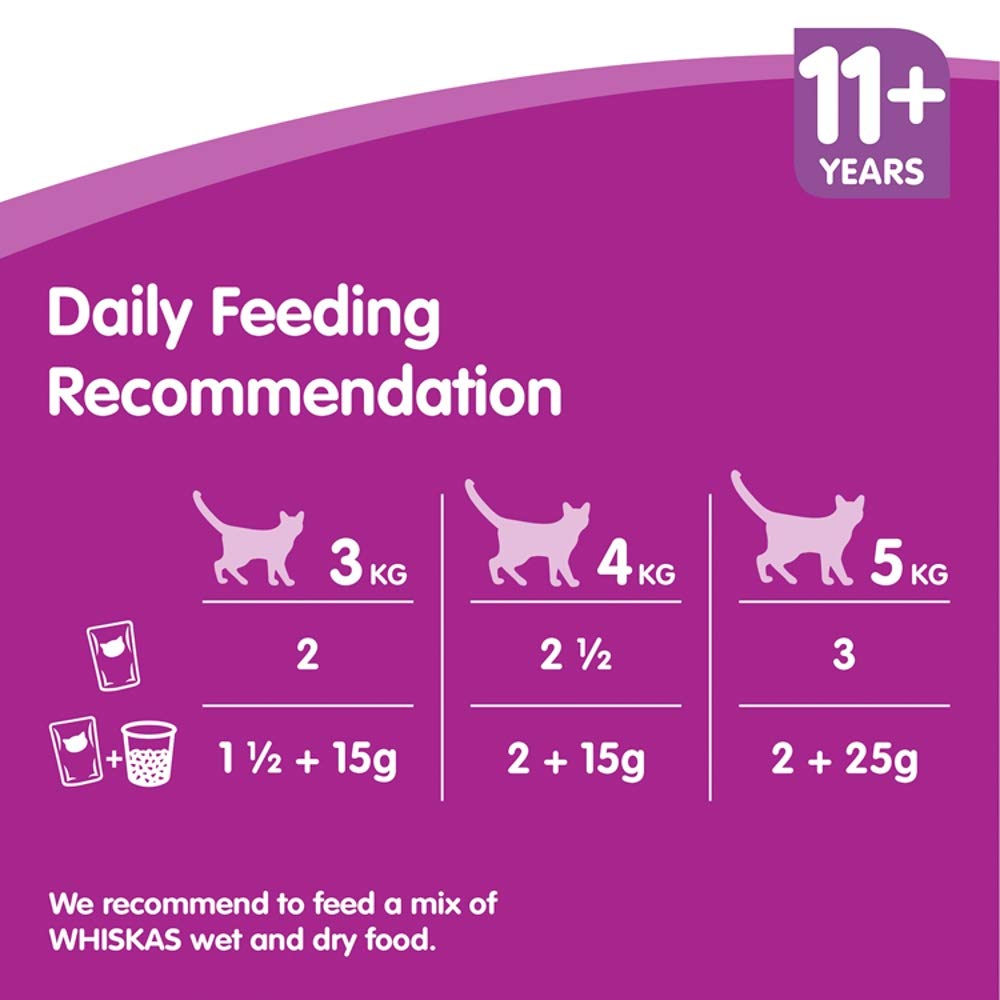 11+
YEARS
Daily Feeding
Recommendation
3 KG 4 KG 5 KG
2 2 ½ 3
1 ½ + 15g 2 + 15g 2 + 25g
+
We recommend to feed a mix of
WHISKAS wet and dry food.